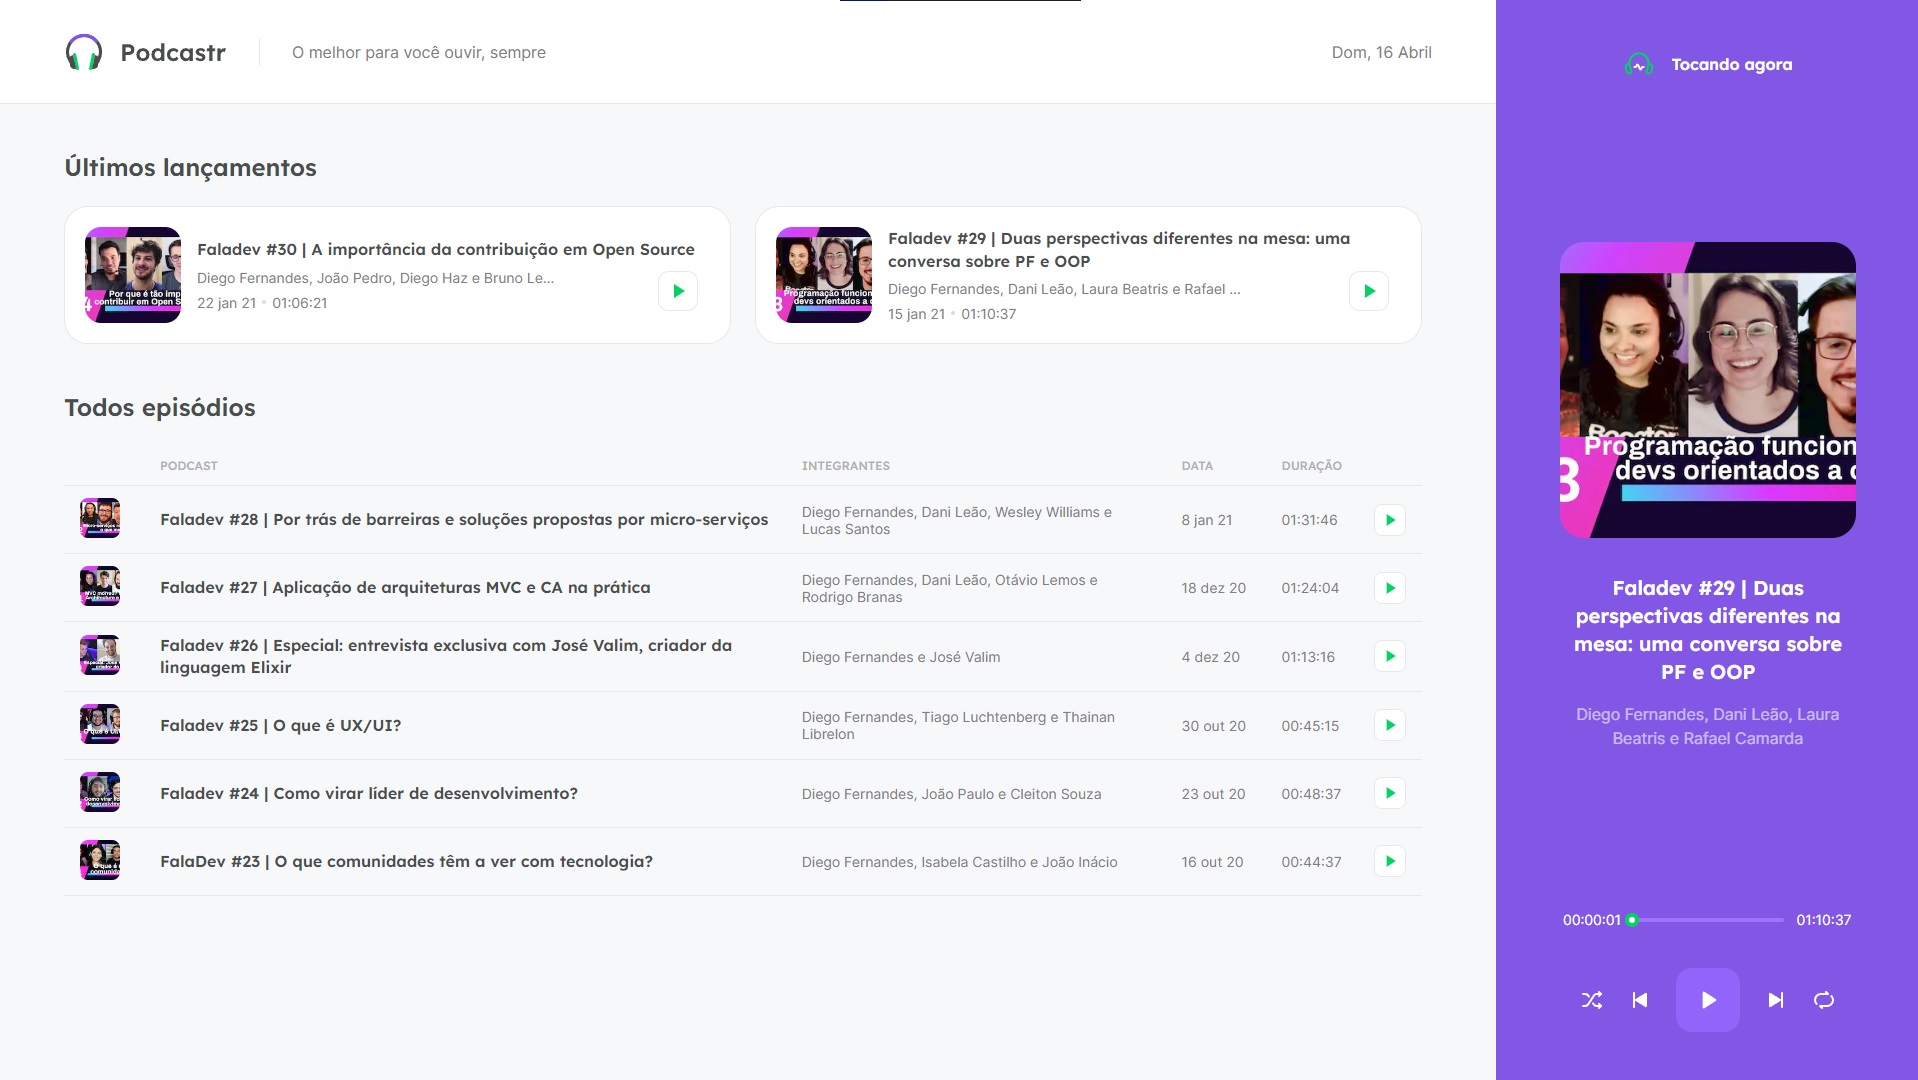 Podcastr
O melhor para você ouvir, sempre
Dom, 16 Abril
Últimos lançamentos
Faladev #30 | A importância da contribuição em Open Source
Diego Fernandes, João Pedro, Diego Haz e Bruno Le...
22 jan 21 • 01:06:21
Por que é tão imp
contribuir em Open S
Faladev #29 | Duas perspectivas diferentes na mesa: uma
conversa sobre PF e OOP
Diego Fernandes, Dani Leão, Laura Beatris e Rafael ...
15 jan 21 • 01:10:37
Programação funcion
devs orientados a c
Todos episódios
PODCAST INTEGRANTES DATA DURAÇÃO
Faladev #28 | Por trás de barreiras e soluções propostas por micro-serviços
Diego Fernandes, Dani Leão, Wesley Williams e
Lucas Santos
8 jan 21
01:31:46
Faladev #27 | Aplicação de arquiteturas MVC e CA na prática
Diego Fernandes, Dani Leão, Otávio Lemos e
Rodrigo Branas
18 dez 20
01:24:04
Faladev #26 | Especial: entrevista exclusiva com José Valim, criador da
linguagem Elixir
Diego Fernandes e José Valim
4 dez 20
01:13:16
Faladev #25 | O que é UX/UI?
Diego Fernandes, Tiago Luchtenberg e Thainan
Librelon
30 out 20
00:45:15
Faladev #24 | Como virar líder de desenvolvimento?
Diego Fernandes, João Paulo e Cleiton Souza
23 out 20
00:48:37
FalaDev #23 | O que comunidades têm a ver com tecnologia?
Diego Fernandes, Isabela Castilho e João Inácio
16 out 20
00:44:37
Tocando agora
3
Programação funcion
devs orientados a c
Faladev #29 | Duas
perspectivas diferentes na
mesa: uma conversa sobre
PF e OOP
Diego Fernandes, Dani Leão, Laura
Beatris e Rafael Camarda
00:00:01
01:10:37